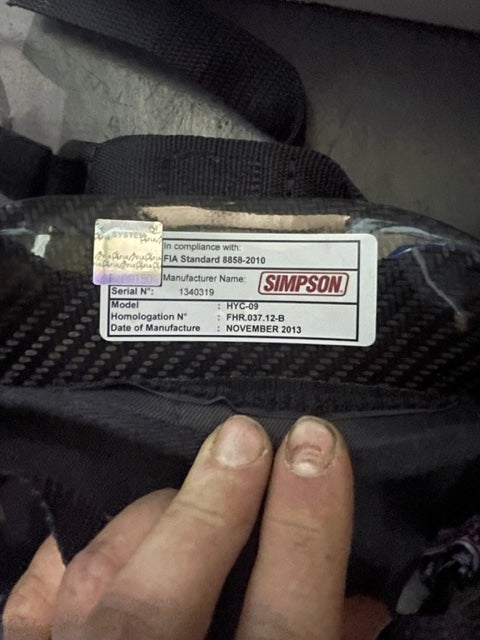 In compliance with:
FIA Standard 8858-2010
Manufacturer Name: SIMPSON
Serial N°: 1340319
Model : HYC-09
Homologation N° : FHR.037.12-B
Date of Manufacture : NOVEMBER 2013